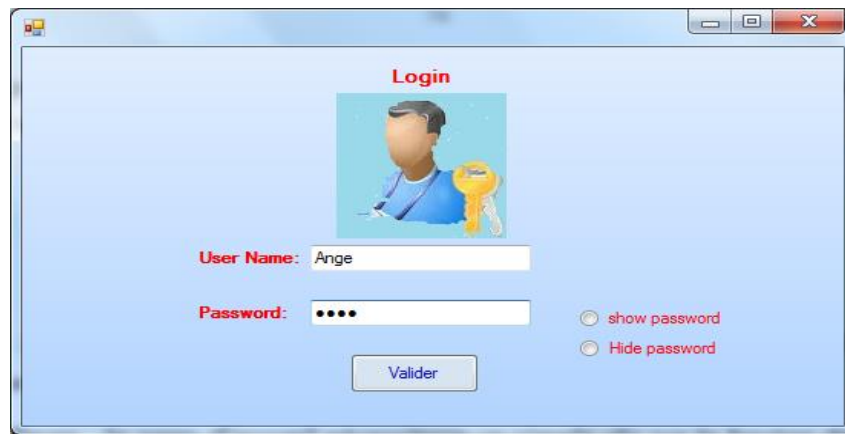 Login
User Name: Ange
Password: ●●●●
show password
Hide password
Valider